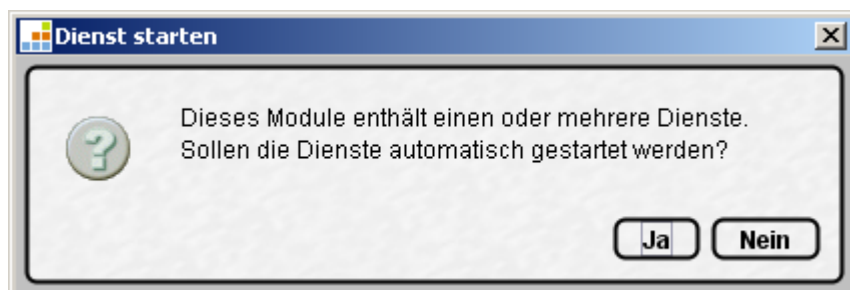 Dienst starten
Dieses Module enthält einen oder mehrere Dienste.
Sollen die Dienste automatisch gestartet werden?
Ja Nein